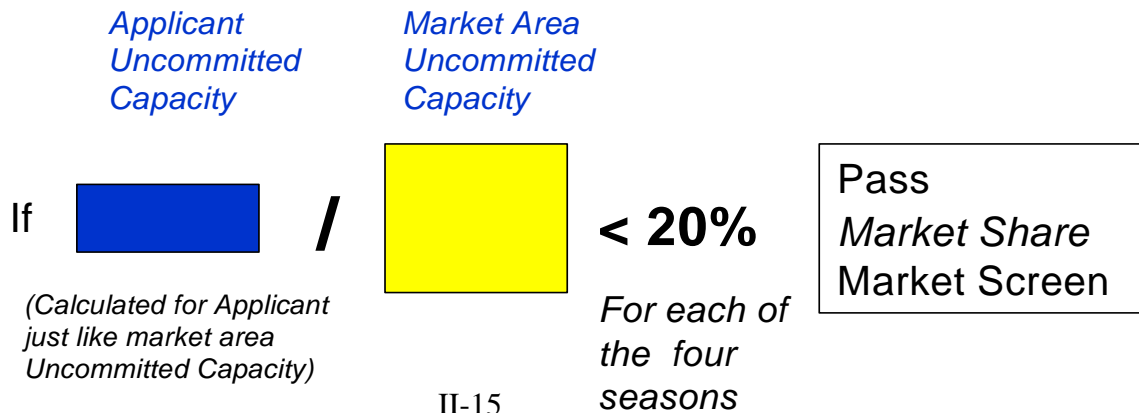 Applicant
Uncommitted
Capacity
Market Area
Uncommitted
Capacity
If
/
< 20%
Pass
Market Share
Market Screen
(Calculated for Applicant
just like market area
Uncommitted Capacity)
For each of
the four
seasons
II-15